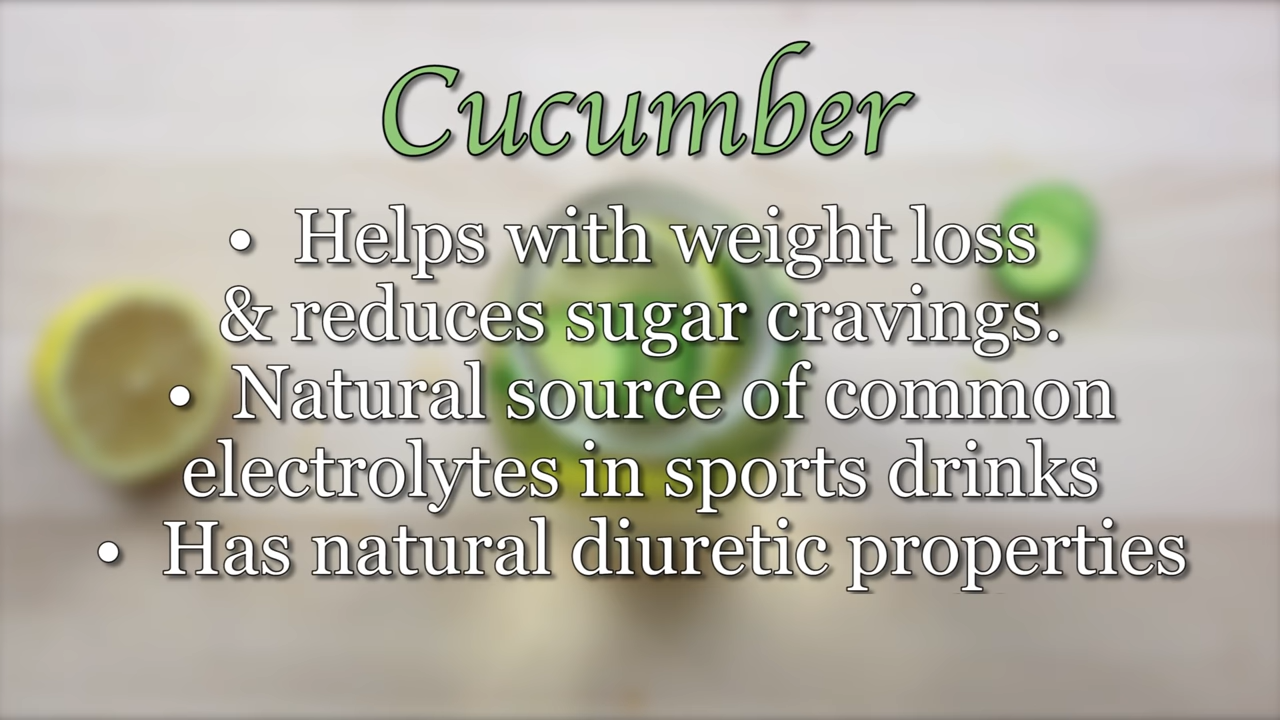 Cucumber
• Helps with weight loss
& reduces sugar cravings.
• Natural source of common
electrolytes in sports drinks
• Has natural diuretic properties